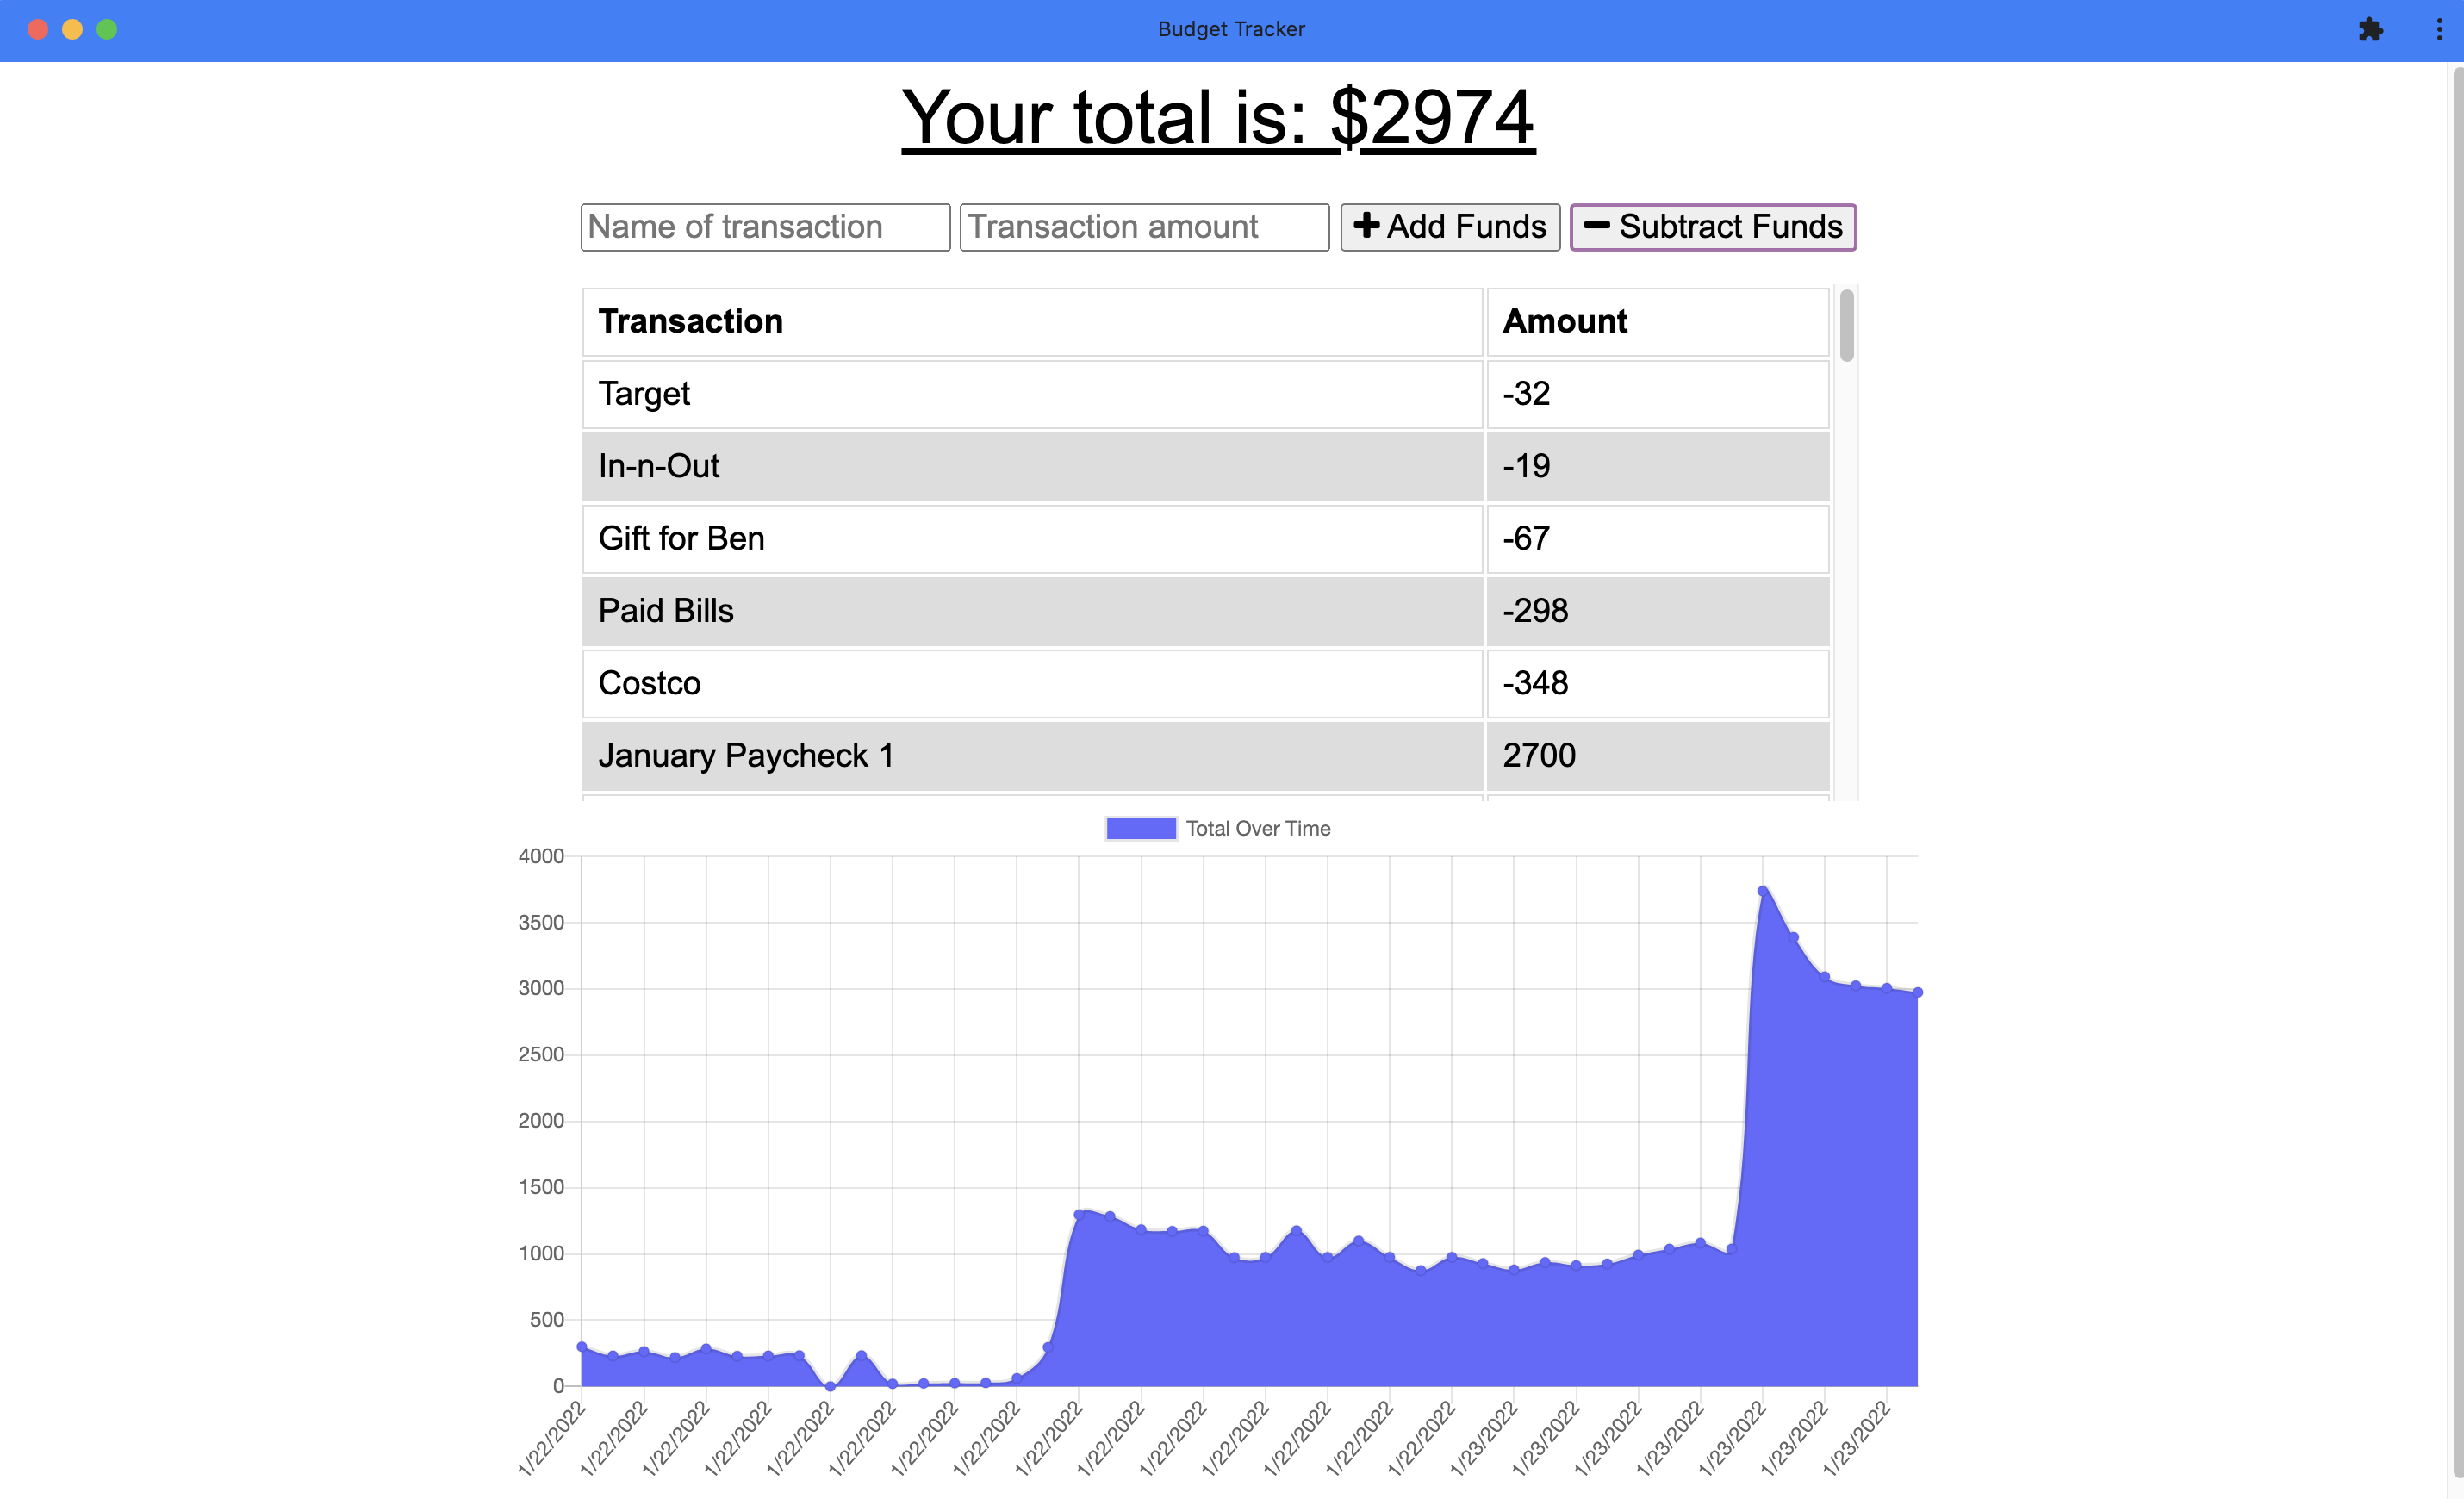 Budget Tracker
Your total is: $2974
Name of transaction Transaction amount Add Funds Subtract Funds
Transaction Amount
Target -32
In-n-Out -19
Gift for Ben -67
Paid Bills -298
Costco -348
January Paycheck 1 2700
Total Over Time
4000
3500
3000
2500
2000
1500
1000
500
0
1/22/2022 1/22/2022 1/22/2022 1/22/2022 1/22/2022 1/22/2022 1/22/2022 1/22/2022 1/22/2022 1/22/2022 1/22/2022 1/22/2022 1/22/2022 1/22/2022 1/22/2022 1/23/2022 1/23/2022 1/23/2022 1/23/2022 1/23/2022 1/23/2022 1/23/2022